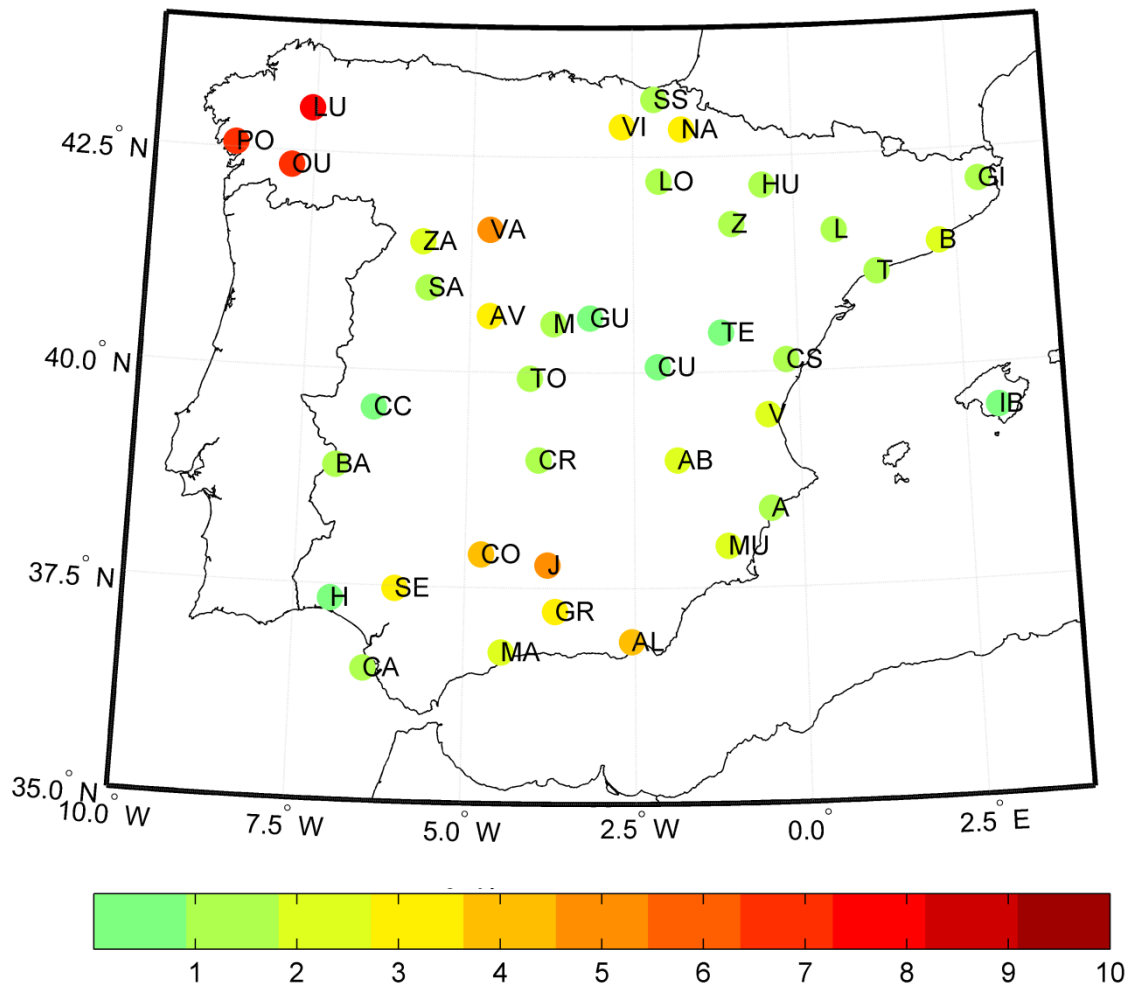 SS
LU
VI NA
42.5° N
PO
OU
LO HU GI
ZA VA Z L B
SA T
AV M GU TE
40.0° N
CU CS
TO
CC IB
V
BA CR AB
A
CO J MU
37.5° N
H SE
GR
MA AL
CA
35.0° N
10.0° W 7.5° W 5.0° W 2.5° W 0.0° 2.5° E
1 2 3 4 5 6 7 8 9 10